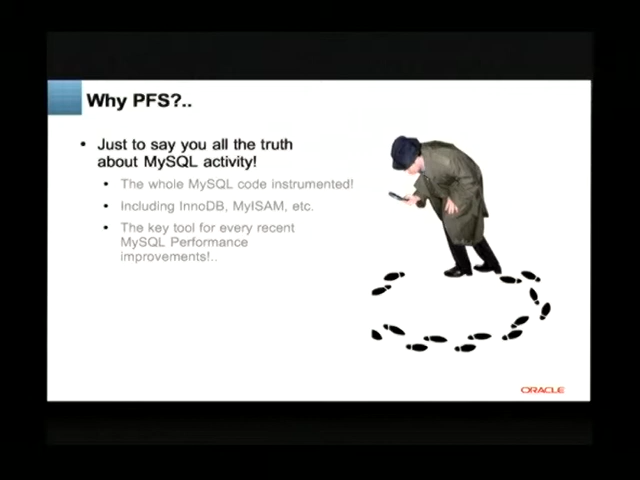 Why PFS?..
• Just to say you all the truth
about MySQL activity!
• The whole MySQL code instrumented!
• Including InnoDB, MyISAM, etc.
• The key tool for every recent
MySQL Performance
improvements!..
ORACLE